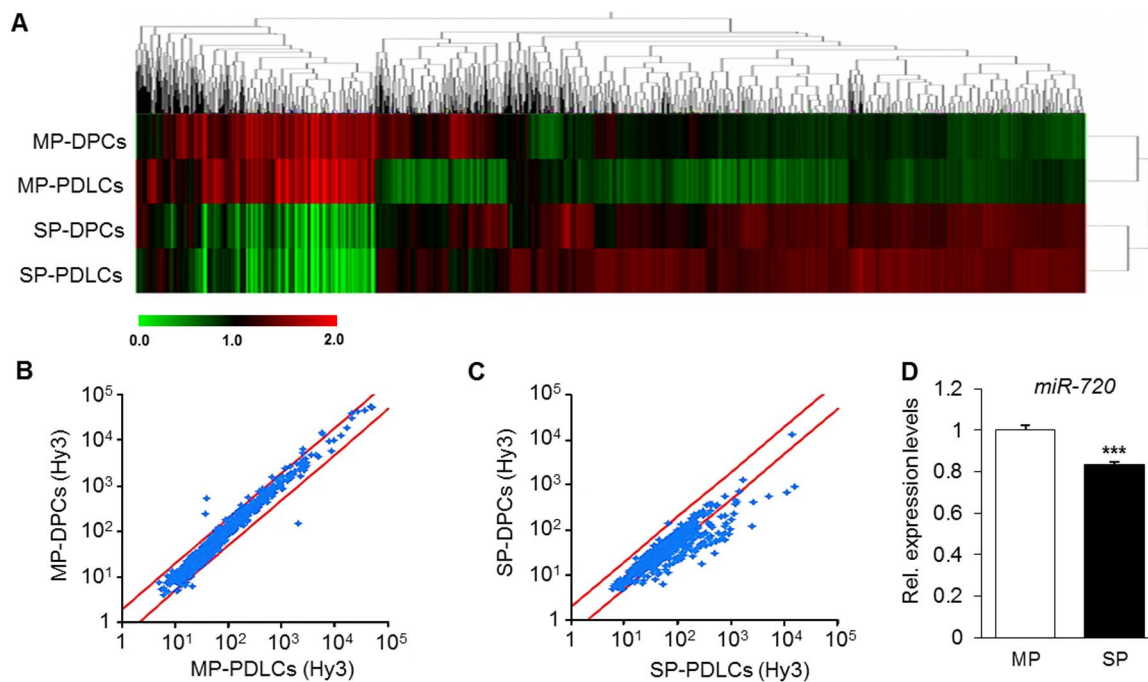 A
MP-DPCs
MP-PDLCs
SP-DPCs
SP-PDLCs
0.0 1.0 2.0
B
10⁵
10⁴
10³
10²
10¹
1
MP-DPCs (Hy3)
1 10¹ 10² 10³ 10⁴ 10⁵
MP-PDLCs (Hy3)
C
10⁵
10⁴
10³
10²
10¹
1
SP-DPCs (Hy3)
1 10¹ 10² 10³ 10⁴ 10⁵
SP-PDLCs (Hy3)
D
miR-720
1.2
1
0.8
0.6
0.4
0.2
0
Rel. expression levels
***
MP SP